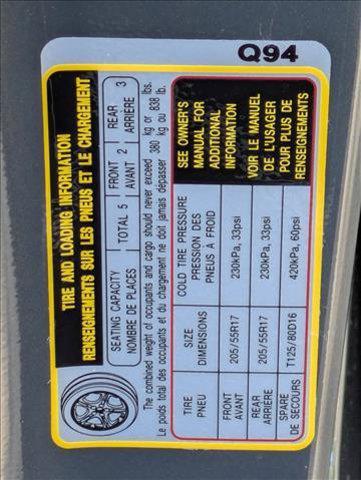 Q94
TIRE AND LOADING INFORMATION
RENSEIGNEMENTS SUR LES PNEUS ET LE CHARGEMENT
SEATING CAPACITY
NOMBRE DE PLACES
TOTAL 5
FRONT
AVANT 2
REAR
ARRIÈRE 3
The combined weight of occupants and cargo should never exceed 380 kg or 838 lbs.
Le poids total des occupants et du chargement ne doit jamais dépasser 380 kg ou 838 lb.
TIRE
PNEU
SIZE
DIMENSIONS
COLD TIRE PRESSURE
PRESSION DES
PNEUS À FROID
FRONT
AVANT
205/55R17
230kPa, 33psi
REAR
ARRIÈRE
205/55R17
230kPa, 33psi
SPARE
DE SECOURS
T125/80D16
420kPa, 60psi
SEE OWNER'S
MANUAL FOR
ADDITIONAL
INFORMATION
VOIR LE MANUEL
DE L'USAGER
POUR PLUS DE
RENSEIGNEMENTS